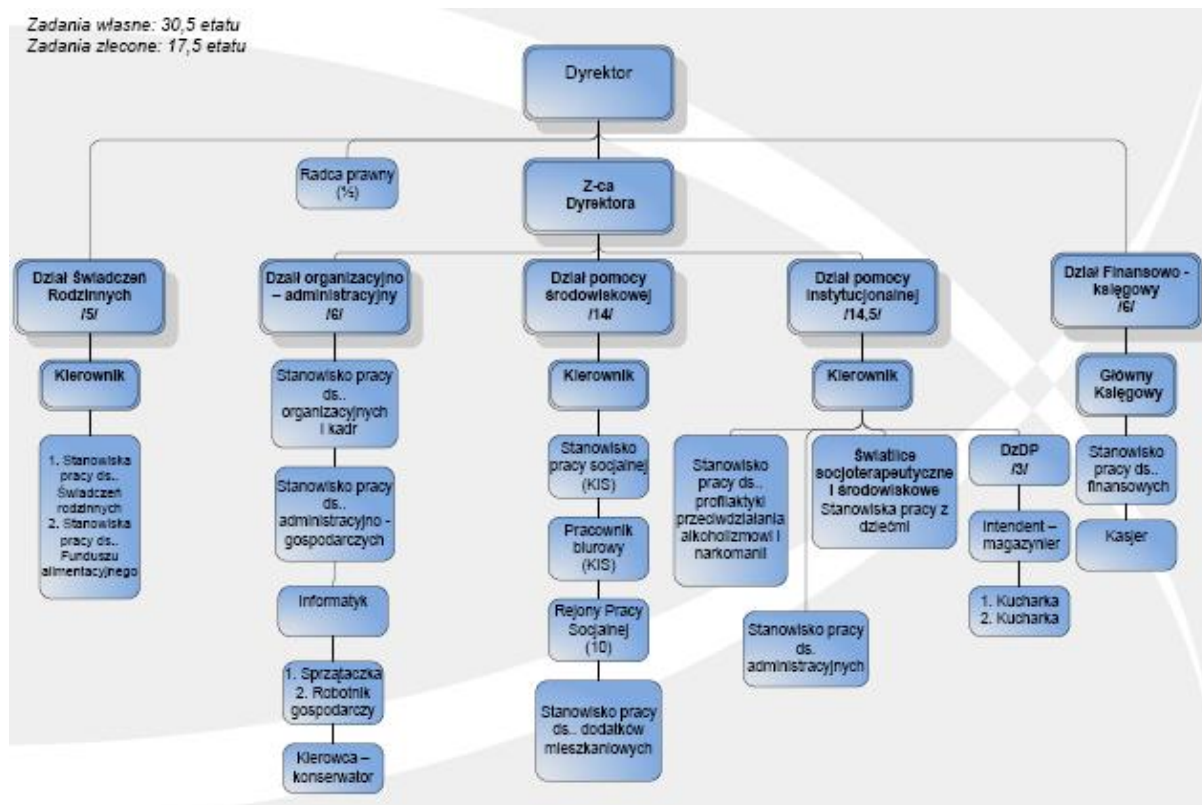 Zadania własne: 30,5 etatu
Zadania zlecone: 17,5 etatu
Dyrektor
Radca prawny
(½)
Z-ca
Dyrektora
Dział Świadczeń
Rodzinnych
/5/
Dzaił organizacyjno
– administracyjny
/6/
Dział pomocy
środowiskowej
/14/
Dział pomocy
instytucjonalnej
/14,5/
Dział Finansowo -
księgowy
/6/
Kierownik
1. Stanowiska
pracy ds..
Świadczeń
rodzinnych
2. Stanowiska
pracy ds..
Funduszu
alimentacyjnego
Stanowisko pracy
ds..
organizacyjnych
i kadr
Stanowisko pracy
ds..
administracyjno -
gospodarczych
Informatyk
1. Sprzątaczka
2. Robotnik
gospodarczy
Kierowca –
konserwator
Kierownik
Stanowisko
pracy socjalnej
(KIS)
Pracownik
biurowy
(KIS)
Rejony Pracy
Socjalnej
(10)
Stanowisko pracy
ds.. dodatków
mieszkaniowych
Kierownik
Stanowisko
pracy ds..
profilaktyki
przeciwdziałania
alkoholizmowi i
narkomanii
Stanowisko pracy
ds.
administracyjnych
Światlice
socjoterapeutyczne
i środowiskowe
Stanowiska pracy z
dziećmi
DzDP
/3/
Intendent –
magazynier
1. Kucharka
2. Kucharka
Główny
Księgowy
Stanowisko
pracy ds..
finansowych
Kasjer